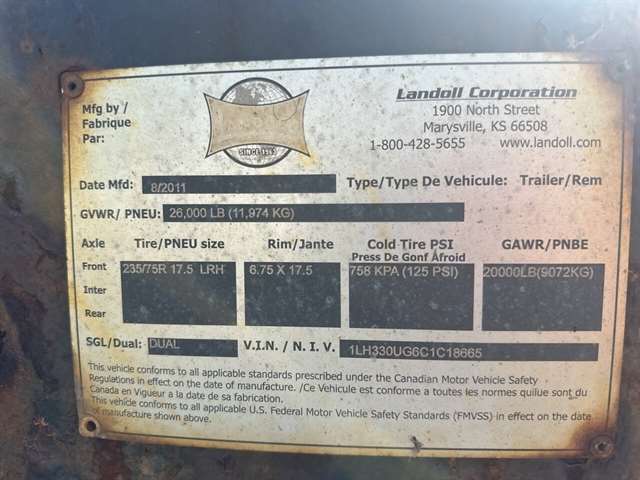 Mfg by /
Fabrique
Par:
SINCE 1963
Landoll Corporation
1900 North Street
Marysville, KS 66508
1-800-428-5655 www.landoll.com
Date Mfd: 8/2011 Type/Type De Vehicule: Trailer/Rem
GVWR/ PNEU: 26,000 LB (11,974 KG)
Axle Tire/PNEU size Rim/Jante Cold Tire PSI GAWR/PNBE
Press De Gonf Afroid
Front 235/75R 17.5 LRH 6.75 X 17.5 758 KPA (125 PSI) 20000LB(9072KG)
Inter
Rear
SGL/Dual: DUAL V.I.N. / N. I. V. 1LH330UG6C1C18665
This vehicle conforms to all applicable standards prescribed under the Canadian Motor Vehicle Safety
Regulations in effect on the date of manufacture. /Ce Vehicule est conforme a toutes les normes quilue sont du
Canada en Vigueur a la date de sa fabrication.
This vehicle conforms to all applicable U.S. Federal Motor Vehicle Safety Standards (FMVSS) in effect on the date
of manufacture shown above.